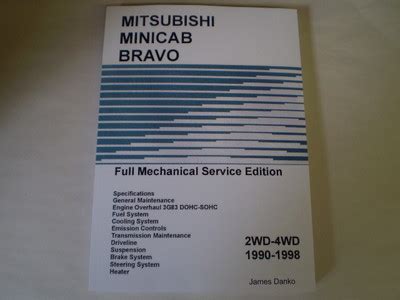 MITSUBISHI
MINICAB
BRAVO
Full Mechanical Service Edition
Specifications
General Maintenance
Engine Overhaul 3G83 DOHC-SOHC
Fuel System
Cooling System
Emission Controls
Transmission Maintenance
Driveline
Suspension
Brake System
Steering System
Heater
2WD-4WD
1990-1998
James Danko